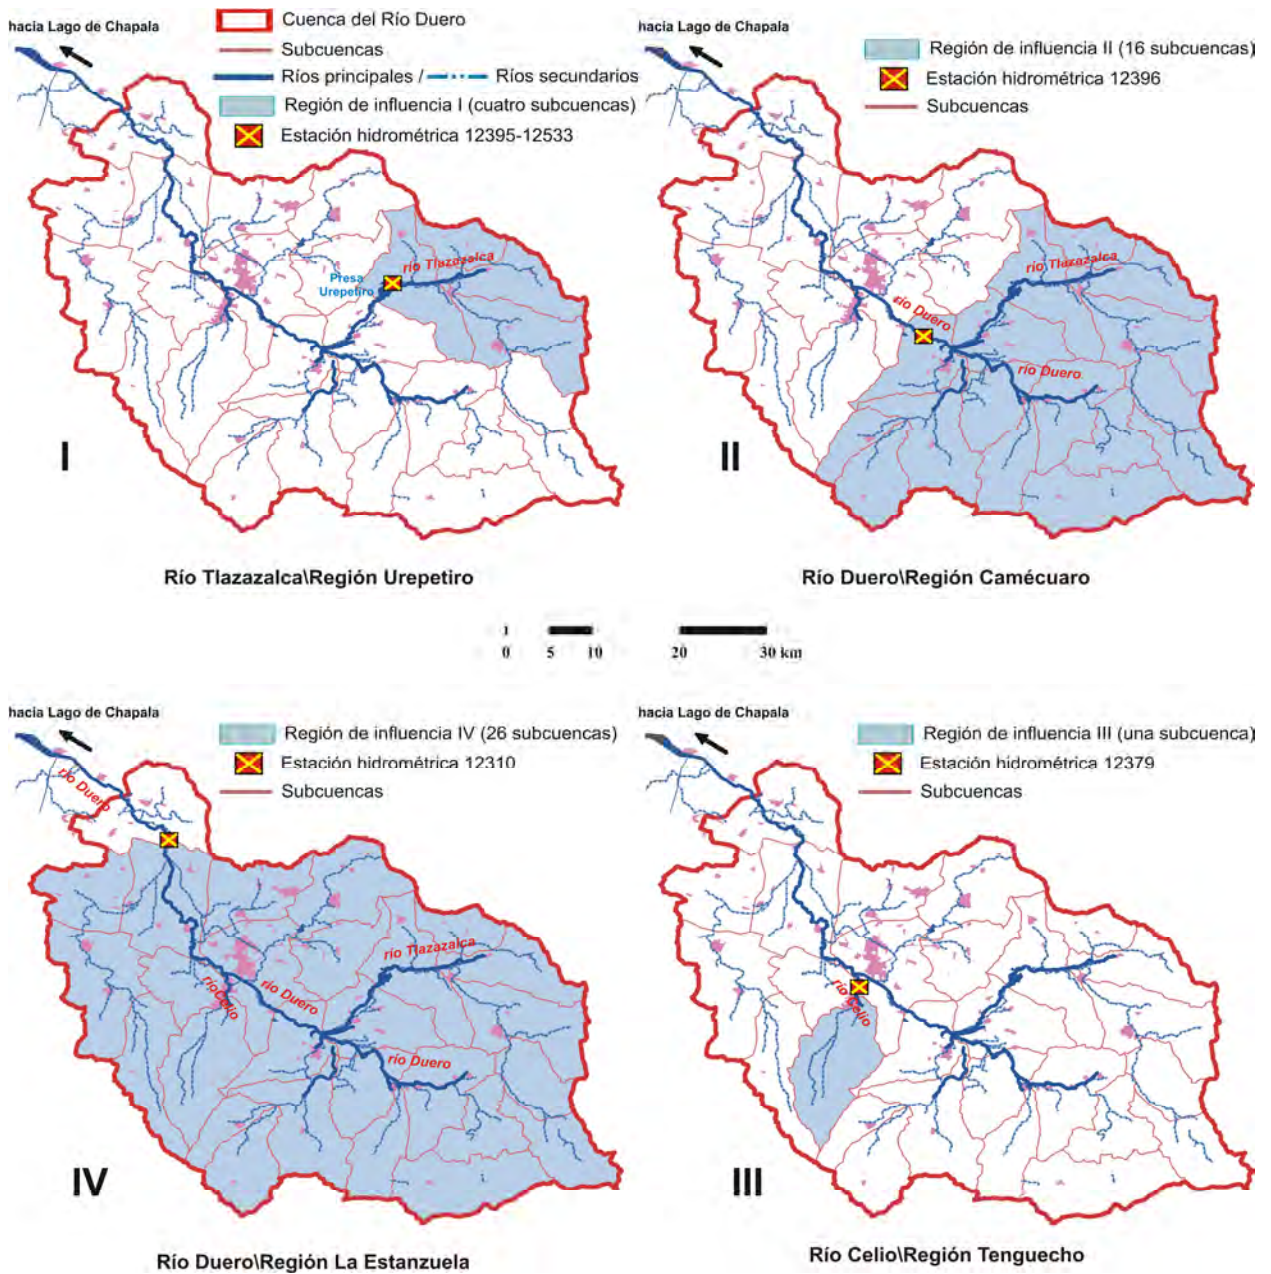 hacia Lago de Chapala
Cuenca del Río Duero
Subcuencas
Ríos principales / Ríos secundarios
Región de influencia I (cuatro subcuencas)
Estación hidrométrica 12395-12533
río Tlazazalca
Presa
Urepetiro
I
Río Tlazazalca\Región Urepetiro
hacia Lago de Chapala
Región de influencia II (16 subcuencas)
Estación hidrométrica 12396
Subcuencas
río Tlazazalca
río Duero
río Duero
II
Río Duero\Región Camécuaro
0 5 10 20 30 km
hacia Lago de Chapala
Región de influencia IV (26 subcuencas)
Estación hidrométrica 12310
Subcuencas
río Duero
río Tlazazalca
río Celio
río Duero
río Duero
IV
Río Duero\Región La Estanzuela
hacia Lago de Chapala
Región de influencia III (una subcuenca)
Estación hidrométrica 12379
Subcuencas
río Celio
III
Río Celio\Región Tenguecho